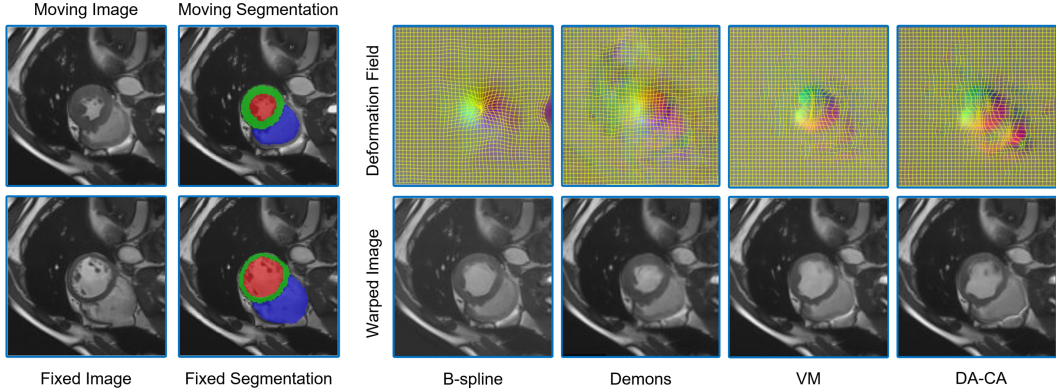 Moving Image
Moving Segmentation
Deformation Field
Warped Image
Fixed Image
Fixed Segmentation
B-spline
Demons
VM
DA-CA